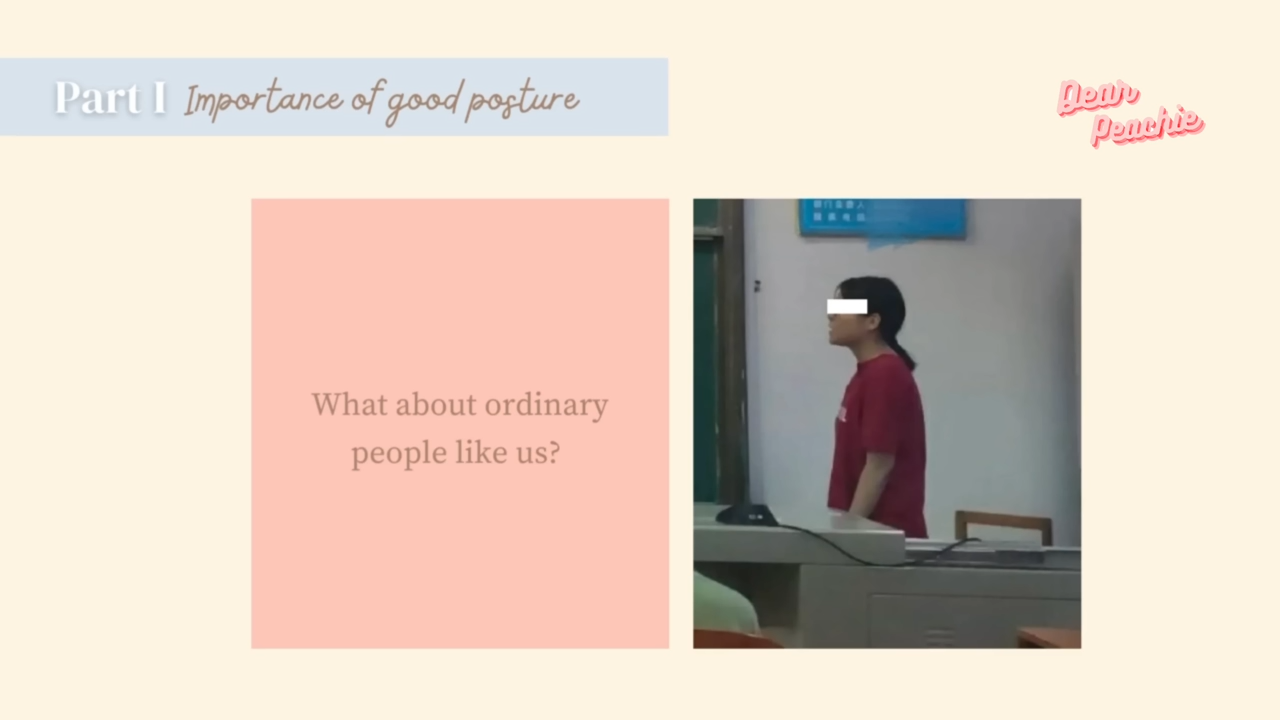 Part I Importance of good posture
Dear
Peachie
What about ordinary
people like us?